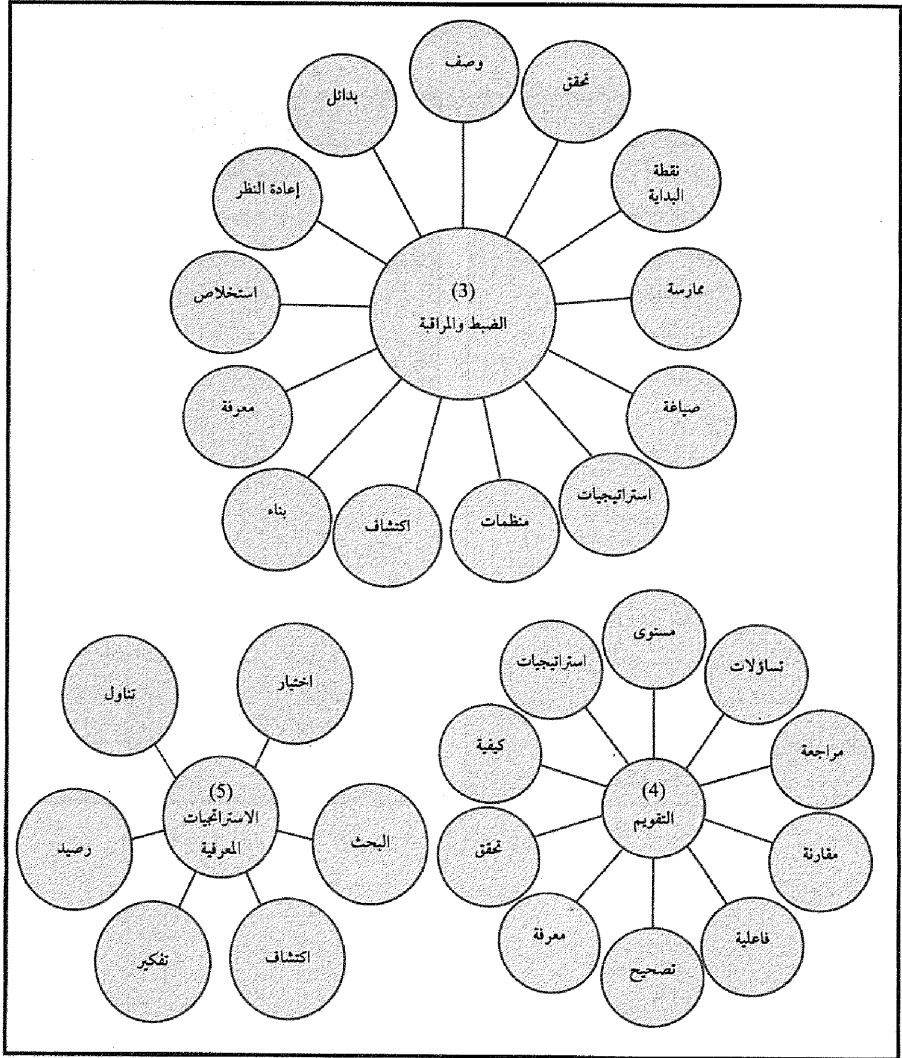 وصف
تحقق
بدائل
نقطة
البداية
إعادة النظر
ممارسة
استخلاص
(3)
الضبط والمراقبة
صياغة
معرفة
استراتيجيات
بناء
اكتشاف
منظمات
مستوى
استراتيجيات
تساؤلات
كيفية
مراجعة
(4)
التقويم
تحقق
مقارنة
معرفة
فاعلية
تصحيح
اختيار
تناول
(5)
الاستراتجيات
المعرفية
البحث
رصيد
اكتشاف
تفكير